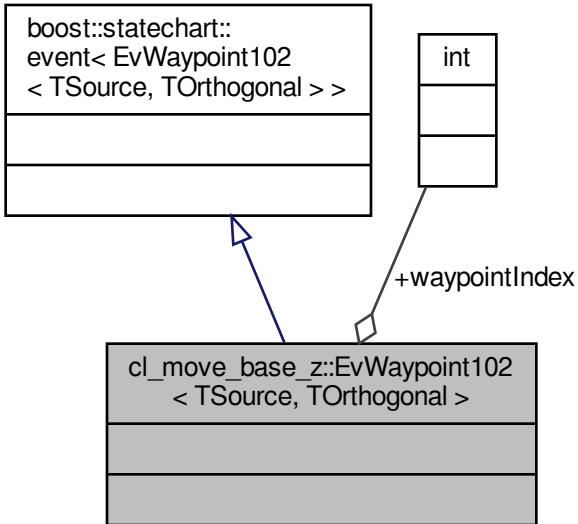 boost::statechart::
event< EvWaypoint102
< TSource, TOrthogonal > >
int
+waypointIndex
cl_move_base_z::EvWaypoint102
< TSource, TOrthogonal >